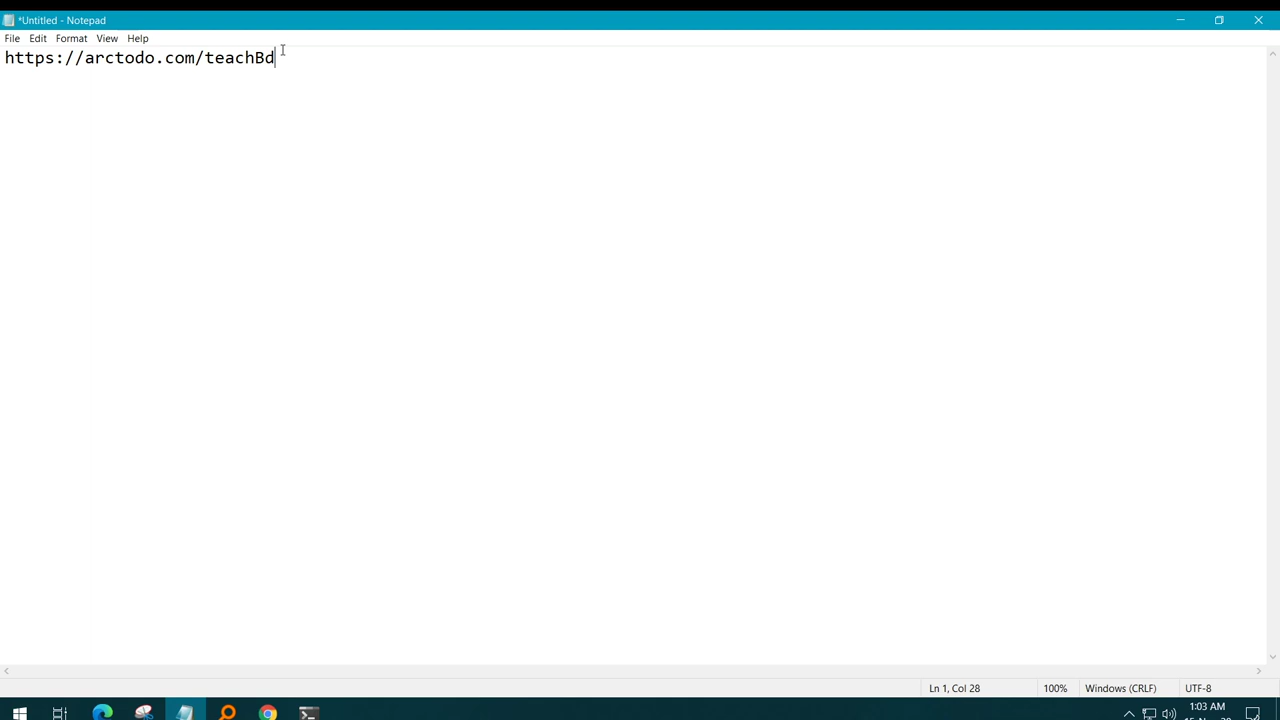 *Untitled - Notepad
File Edit Format View Help
https://arctodo.com/teachBd
Ln 1, Col 28 100% Windows (CRLF) UTF-8
1:03 AM